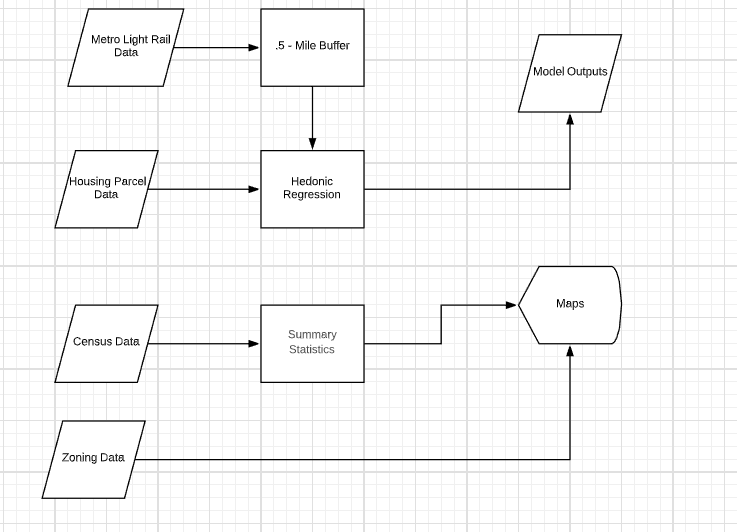 Metro Light Rail
Data
.5 - Mile Buffer
Model Outputs
Housing Parcel
Data
Hedonic
Regression
Census Data
Summary
Statistics
Maps
Zoning Data